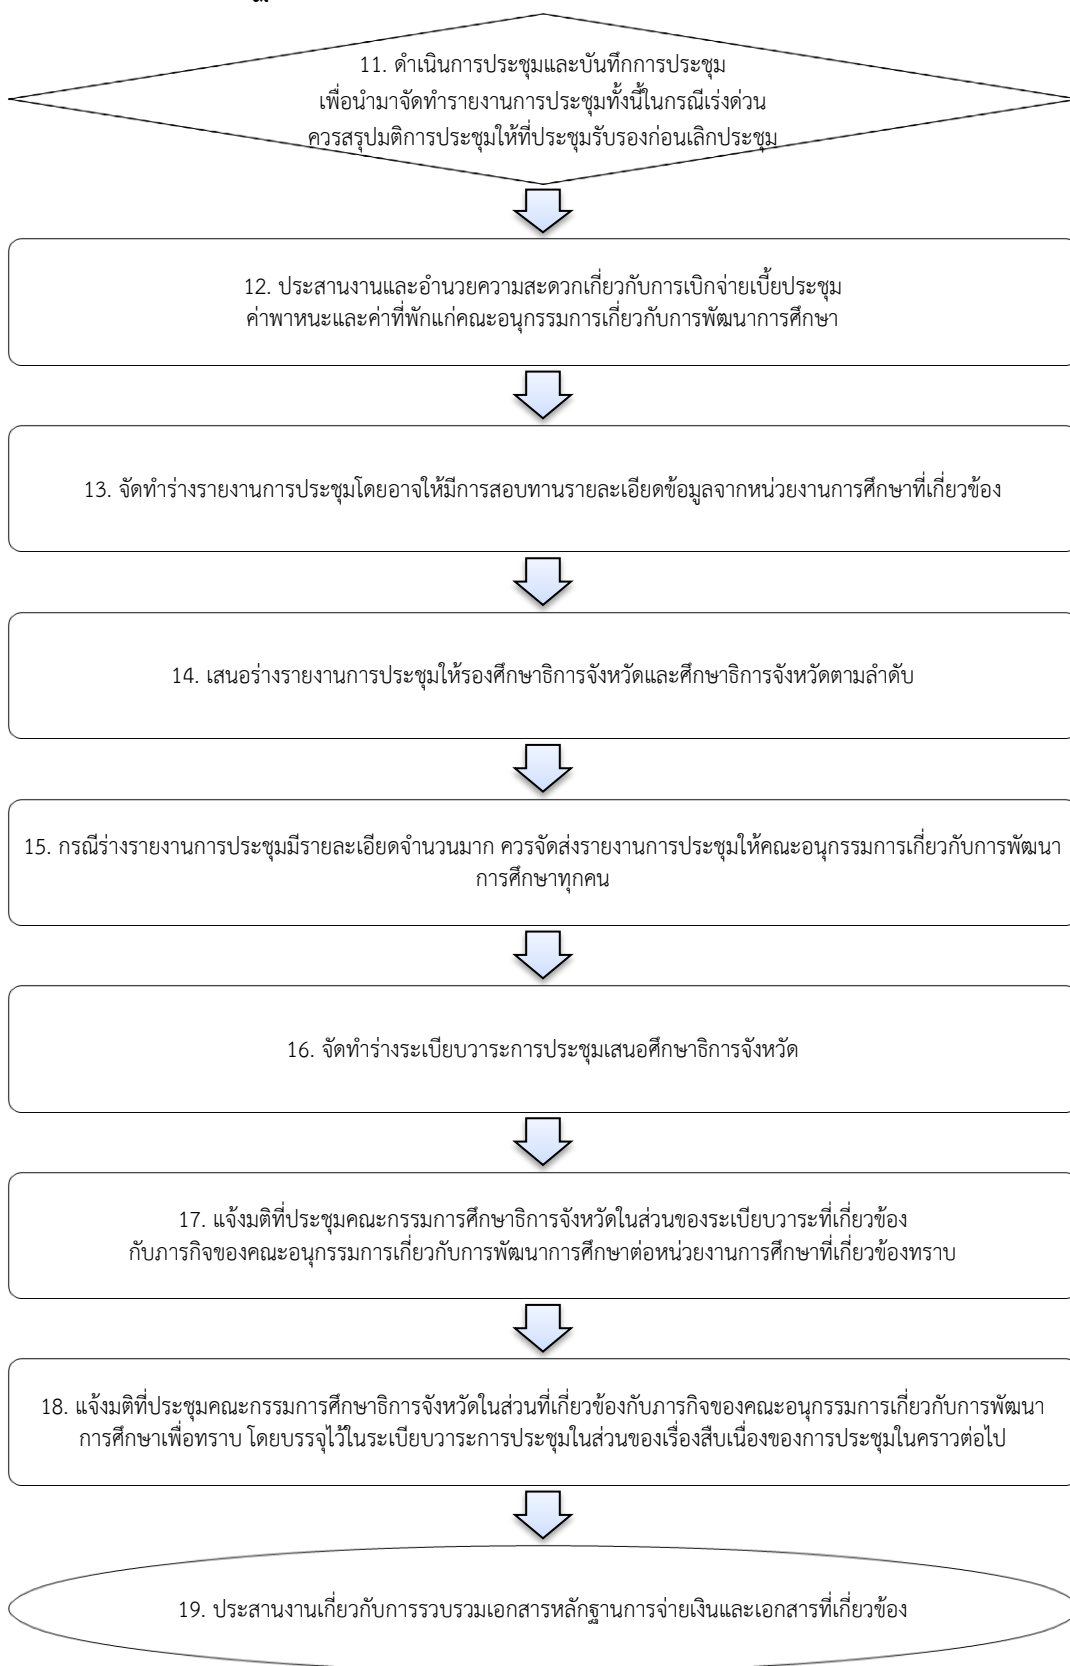 11. ดำเนินการประชุมและบันทึกการประชุม
เพื่อนำมาจัดทำรายงานการประชุมทั้งนี้ในกรณีเร่งด่วน
ควรสรุปมติการประชุมให้ที่ประชุมรับรองก่อนเลิกประชุม
12. ประสานงานและอำนวยความสะดวกเกี่ยวกับการเบิกจ่ายเบี้ยประชุม
ค่าพาหนะและค่าที่พักแก่คณะอนุกรรมการเกี่ยวกับการพัฒนาการศึกษา
13. จัดทำร่างรายงานการประชุมโดยอาจให้มีการสอบทานรายละเอียดข้อมูลจากหน่วยงานการศึกษาที่เกี่ยวข้อง
14. เสนอร่างรายงานการประชุมให้รองศึกษาธิการจังหวัดและศึกษาธิการจังหวัดตามลำดับ
15. กรณีร่างรายงานการประชุมมีรายละเอียดจำนวนมาก ควรจัดส่งรายงานการประชุมให้คณะอนุกรรมการเกี่ยวกับการพัฒนา
การศึกษาทุกคน
16. จัดทำร่างระเบียบวาระการประชุมเสนอศึกษาธิการจังหวัด
17. แจ้งมติที่ประชุมคณะกรรมการศึกษาธิการจังหวัดในส่วนของระเบียบวาระที่เกี่ยวข้อง
กับภารกิจของคณะอนุกรรมการเกี่ยวกับการพัฒนาการศึกษาต่อหน่วยงานการศึกษาที่เกี่ยวข้องทราบ
18. แจ้งมติที่ประชุมคณะกรรมการศึกษาธิการจังหวัดในส่วนที่เกี่ยวข้องกับภารกิจของคณะอนุกรรมการเกี่ยวกับการพัฒนา
การศึกษาเพื่อทราบ โดยบรรจุไว้ในระเบียบวาระการประชุมในส่วนของเรื่องสืบเนื่องของการประชุมในคราวต่อไป
19. ประสานงานเกี่ยวกับการรวบรวมเอกสารหลักฐานการจ่ายเงินและเอกสารที่เกี่ยวข้อง